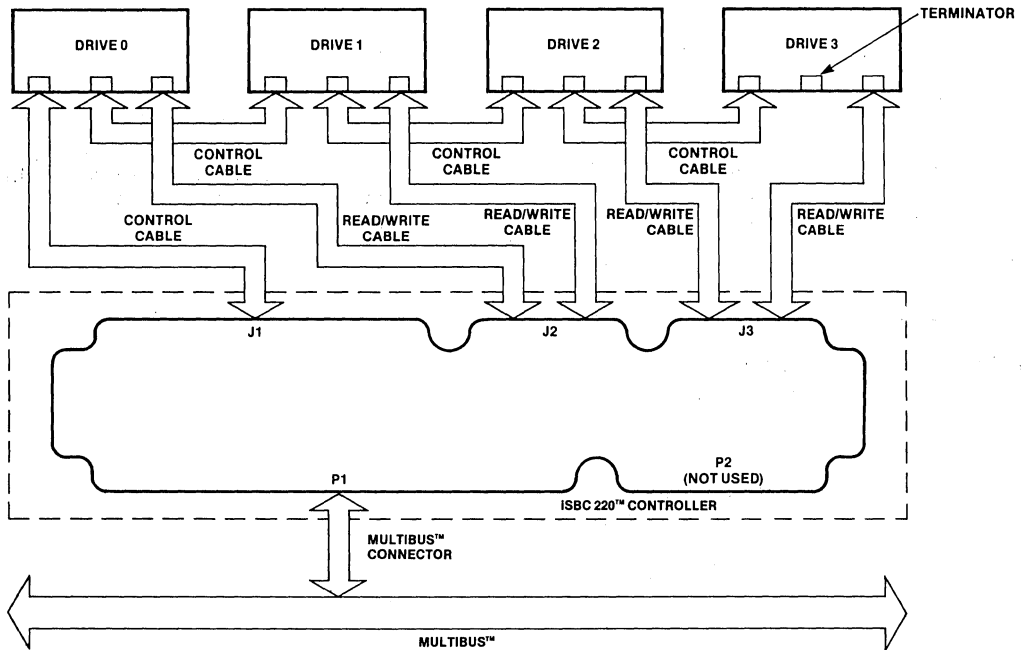 TERMINATOR
DRIVE 0
DRIVE 1
DRIVE 2
DRIVE 3
CONTROL
CABLE
CONTROL
CABLE
CONTROL
CABLE
CONTROL
CABLE
READ/WRITE
CABLE
READ/WRITE
CABLE
READ/WRITE
CABLE
READ/WRITE
CABLE
J1
J2
J3
P1
P2
(NOT USED)
iSBC 220™ CONTROLLER
MULTIBUS™
CONNECTOR
MULTIBUS™